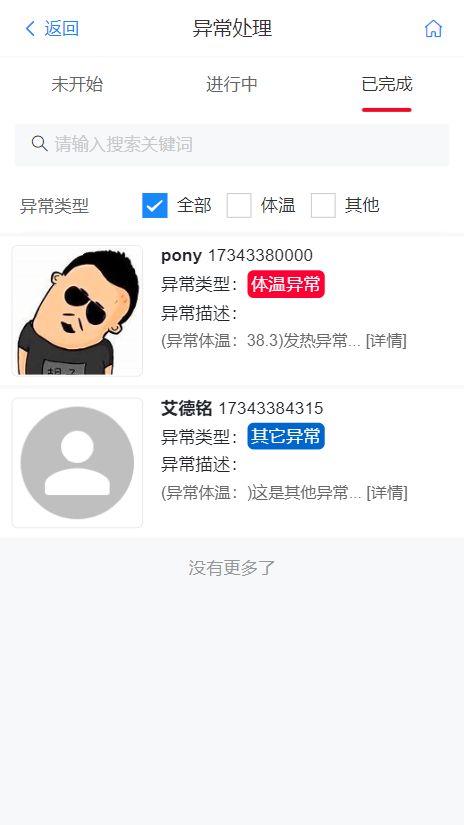 返回 异常处理
未开始 进行中 已完成
请输入搜索关键词
异常类型 全部 体温 其他
pony 17343380000
异常类型：体温异常
异常描述：
(异常体温：38.3)发热异常... [详情]
艾德铭 17343384315
异常类型：其它异常
异常描述：
(异常体温：)这是其他异常... [详情]
没有更多了